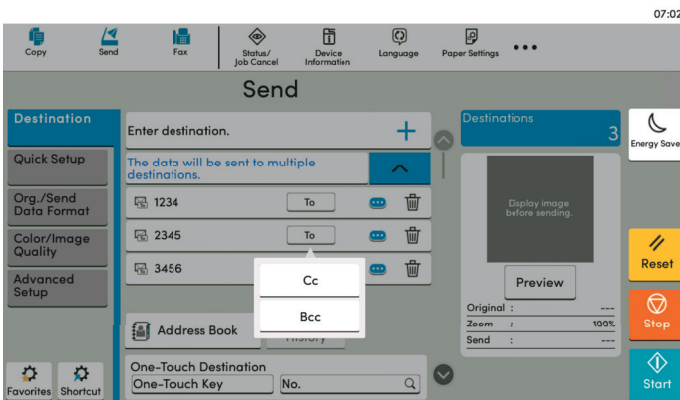 07:02
Copy
Send
Fax
Status/
Job Cancel
Device
Information
Language
Paper Settings
Send
Destination
Quick Setup
Org./Send
Data Format
Color/Image
Quality
Advanced
Setup
Favorites
Shortcut
Enter destination.
The data will be sent to multiple
destinations.
1234
To
2345
To
3456
Cc
Bcc
Address Book
History
One-Touch Destination
One-Touch Key
No.
Destinations
3
Display image
before sending.
Preview
Original : ---
Zoom : 100%
Send : ---
Energy Save
Reset
Stop
Start